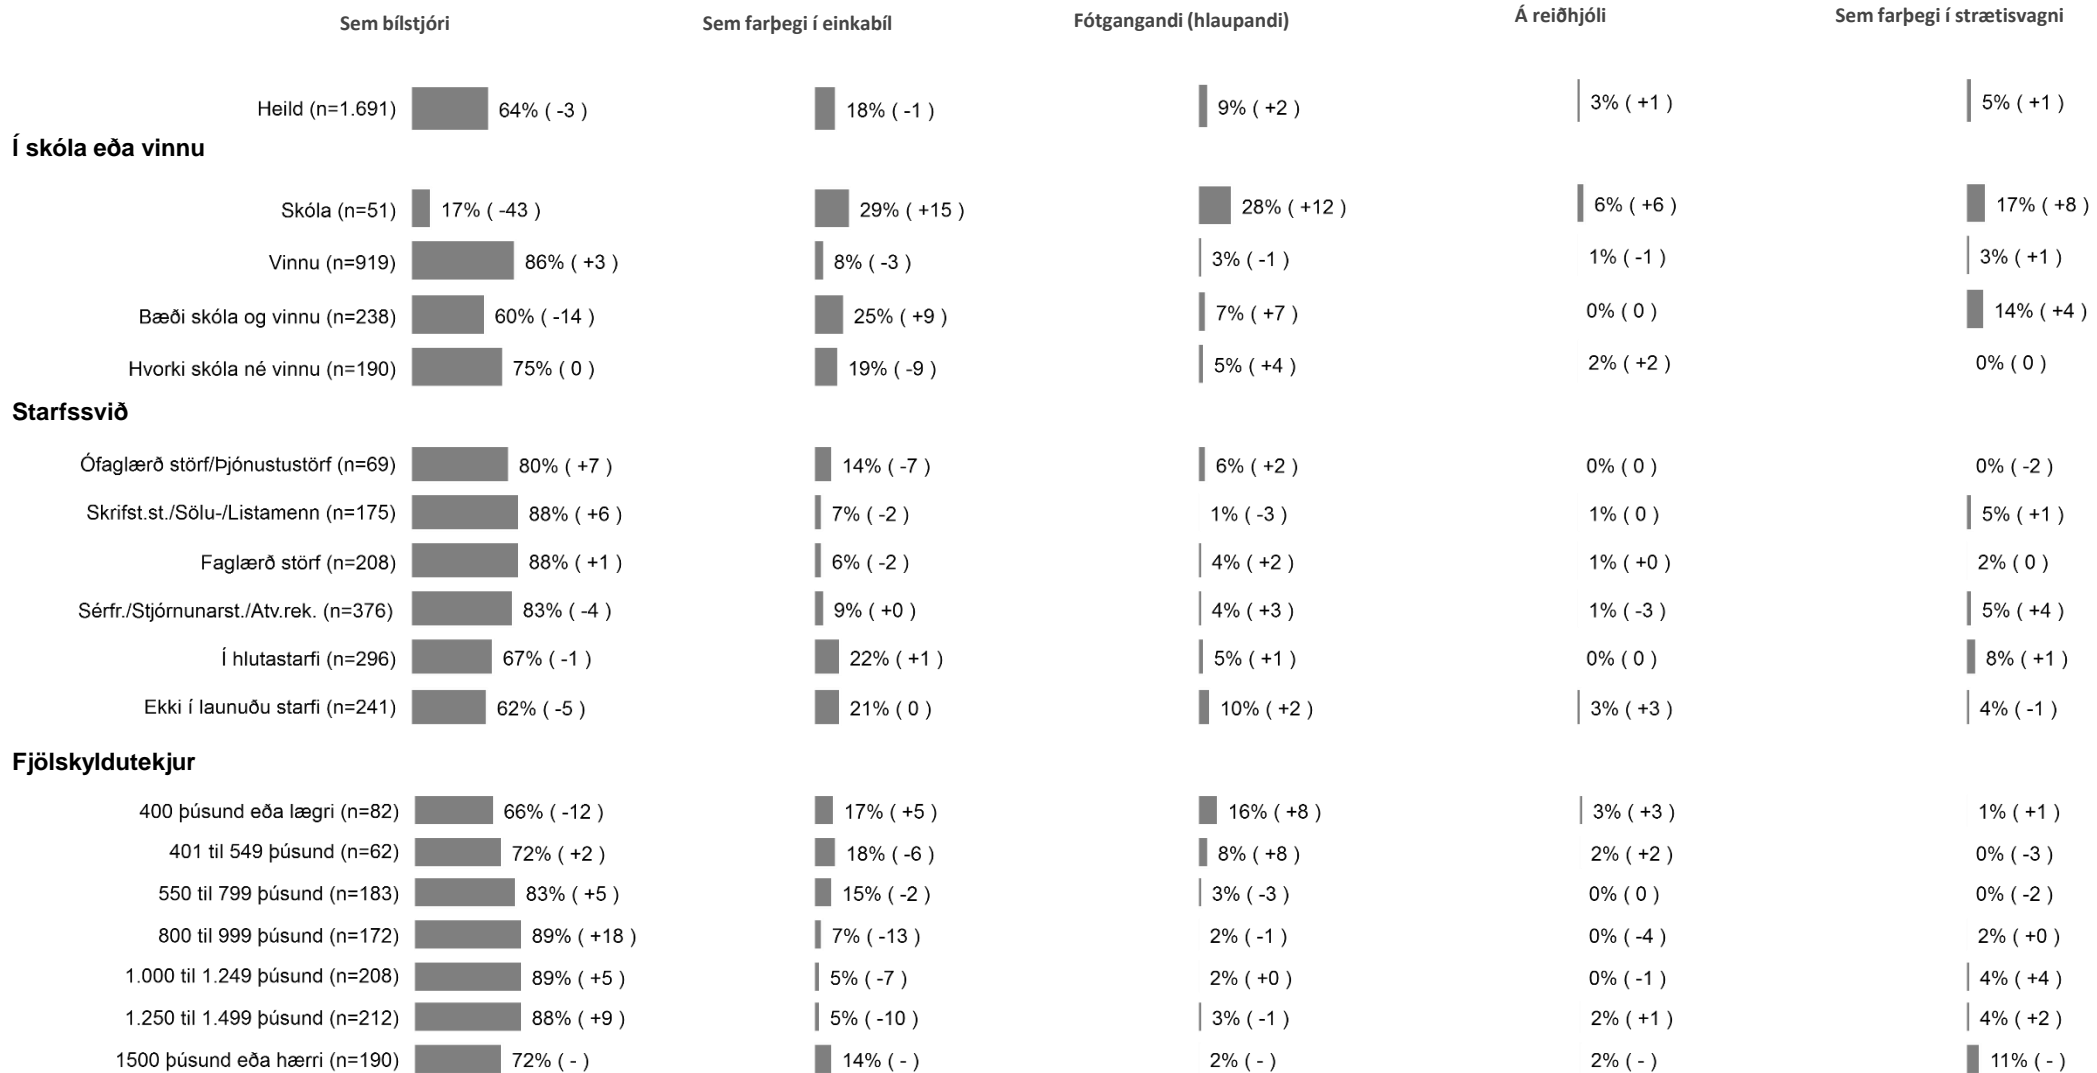 Sem bílstjóri Sem farþegi í einkabíl Fótgangandi (hlaupandi) Á reiðhjóli Sem farþegi í strætisvagni
Heild (n=1.691) 64% ( -3 ) 18% ( -1 ) 9% ( +2 ) 3% ( +1 ) 5% ( +1 )
Í skóla eða vinnu
Skóla (n=51) 17% ( -43 ) 29% ( +15 ) 28% ( +12 ) 6% ( +6 ) 17% ( +8 )
Vinnu (n=919) 86% ( +3 ) 8% ( -3 ) 3% ( -1 ) 1% ( -1 ) 3% ( +1 )
Bæði skóla og vinnu (n=238) 60% ( -14 ) 25% ( +9 ) 7% ( +7 ) 0% ( 0 ) 14% ( +4 )
Hvorki skóla né vinnu (n=190) 75% ( 0 ) 19% ( -9 ) 5% ( +4 ) 2% ( +2 ) 0% ( 0 )
Starfssvið
Ófaglærð störf/Þjónustustörf (n=69) 80% ( +7 ) 14% ( -7 ) 6% ( +2 ) 0% ( 0 ) 0% ( -2 )
Skrifst.st./Sölu-/Listamenn (n=175) 88% ( +6 ) 7% ( -2 ) 1% ( -3 ) 1% ( 0 ) 5% ( +1 )
Faglærð störf (n=208) 88% ( +1 ) 6% ( -2 ) 4% ( +2 ) 1% ( +0 ) 2% ( 0 )
Sérfr./Stjórnunarst./Atv.rek. (n=376) 83% ( -4 ) 9% ( +0 ) 4% ( +3 ) 1% ( -3 ) 5% ( +4 )
Í hlutastarfi (n=296) 67% ( -1 ) 22% ( +1 ) 5% ( +1 ) 0% ( 0 ) 8% ( +1 )
Ekki í launuðu starfi (n=241) 62% ( -5 ) 21% ( 0 ) 10% ( +2 ) 3% ( +3 ) 4% ( -1 )
Fjölskyldutekjur
400 þúsund eða lægri (n=82) 66% ( -12 ) 17% ( +5 ) 16% ( +8 ) 3% ( +3 ) 1% ( +1 )
401 til 549 þúsund (n=62) 72% ( +2 ) 18% ( -6 ) 8% ( +8 ) 2% ( +2 ) 0% ( -3 )
550 til 799 þúsund (n=183) 83% ( +5 ) 15% ( -2 ) 3% ( -3 ) 0% ( 0 ) 0% ( -2 )
800 til 999 þúsund (n=172) 89% ( +18 ) 7% ( -13 ) 2% ( -1 ) 0% ( -4 ) 2% ( +0 )
1.000 til 1.249 þúsund (n=208) 89% ( +5 ) 5% ( -7 ) 2% ( +0 ) 0% ( -1 ) 4% ( +4 )
1.250 til 1.499 þúsund (n=212) 88% ( +9 ) 5% ( -10 ) 3% ( -1 ) 2% ( +1 ) 4% ( +2 )
1500 þúsund eða hærri (n=190) 72% ( - ) 14% ( - ) 2% ( - ) 2% ( - ) 11% ( - )